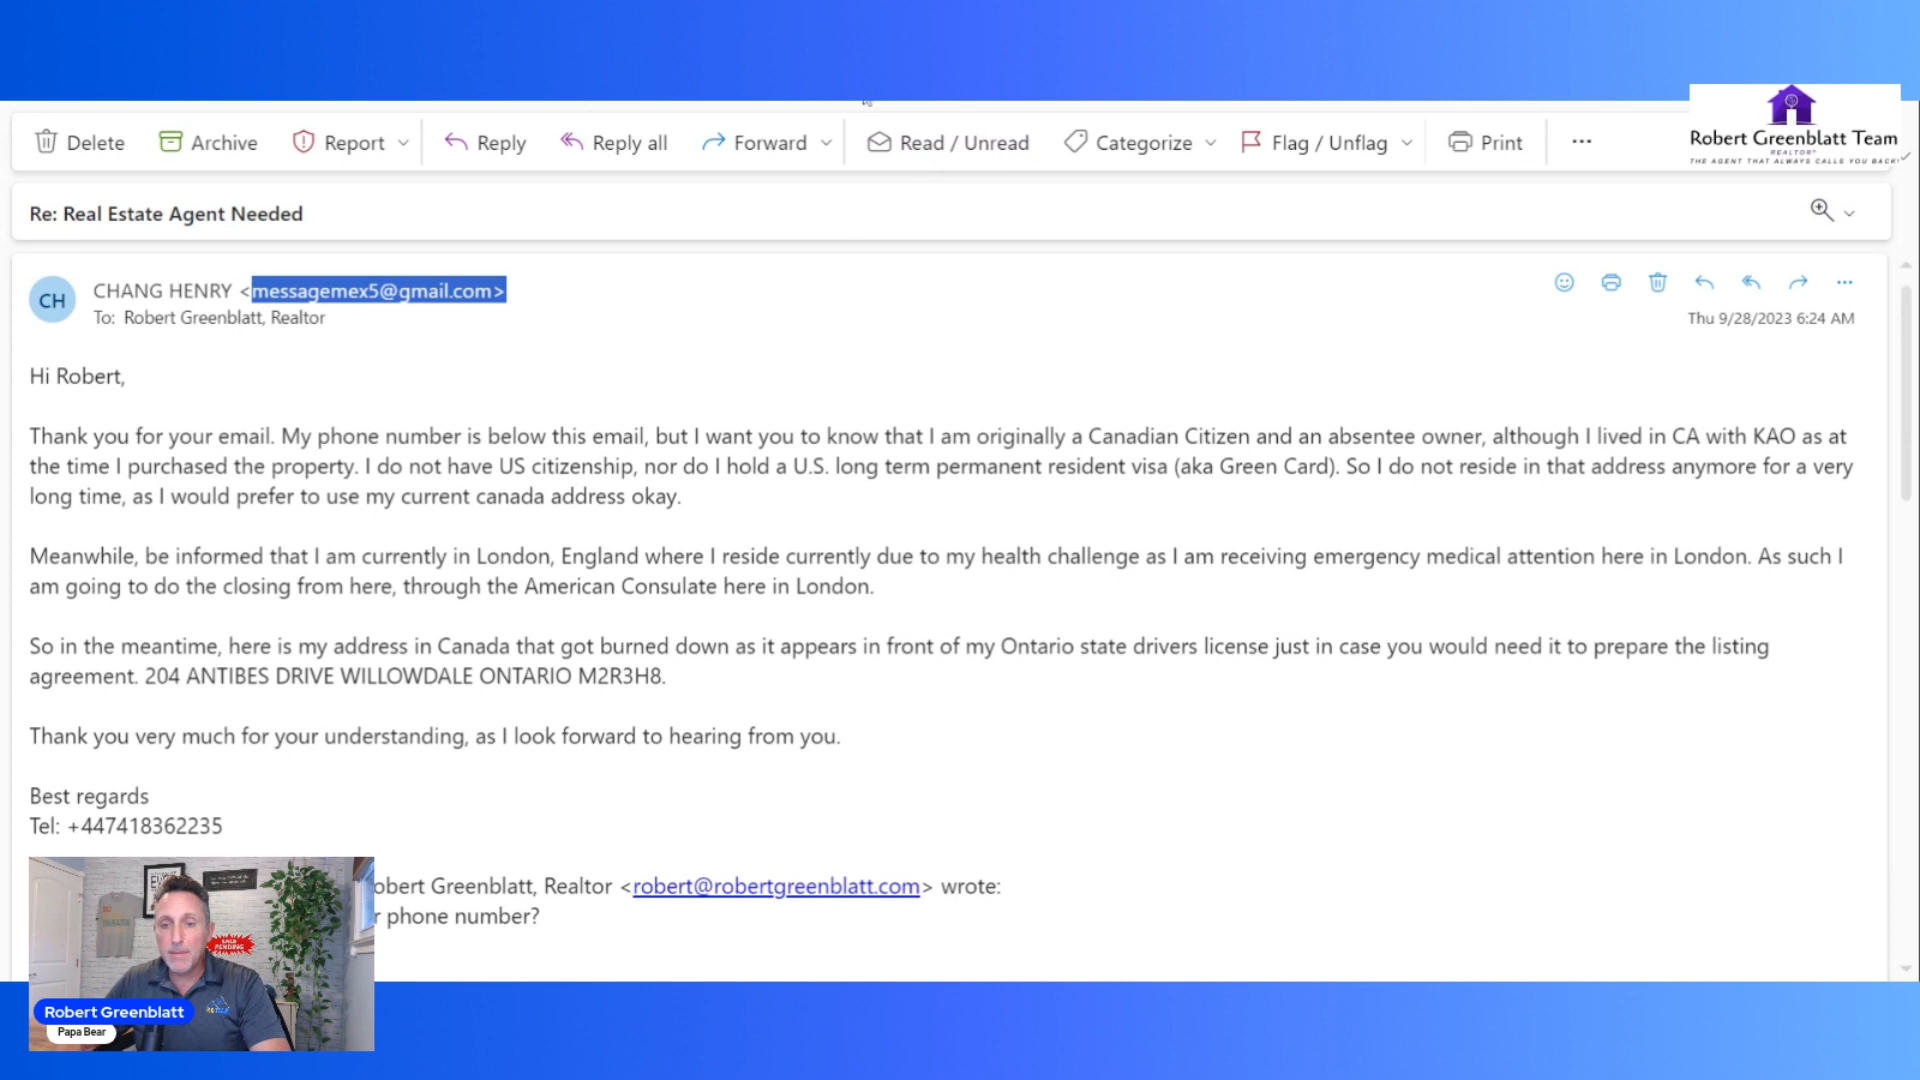 Delete Archive Report Reply Reply all Forward Read / Unread Categorize Flag / Unflag Print
Robert Greenblatt Team
REALTOR®
THE AGENT THAT ALWAYS CALLS YOU BACK!
Re: Real Estate Agent Needed
CH
CHANG HENRY <messagemex5@gmail.com>
To: Robert Greenblatt, Realtor
Thu 9/28/2023 6:24 AM
Hi Robert,
Thank you for your email. My phone number is below this email, but I want you to know that I am originally a Canadian Citizen and an absentee owner, although I lived in CA with KAO as at
the time I purchased the property. I do not have US citizenship, nor do I hold a U.S. long term permanent resident visa (aka Green Card). So I do not reside in that address anymore for a very
long time, as I would prefer to use my current canada address okay.
Meanwhile, be informed that I am currently in London, England where I reside currently due to my health challenge as I am receiving emergency medical attention here in London. As such I
am going to do the closing from here, through the American Consulate here in London.
So in the meantime, here is my address in Canada that got burned down as it appears in front of my Ontario state drivers license just in case you would need it to prepare the listing
agreement. 204 ANTIBES DRIVE WILLOWDALE ONTARIO M2R3H8.
Thank you very much for your understanding, as I look forward to hearing from you.
Best regards
Tel: +447418362235
obert Greenblatt, Realtor <robert@robertgreenblatt.com> wrote:
r phone number?
SALE
PENDING
Robert Greenblatt
Papa Bear